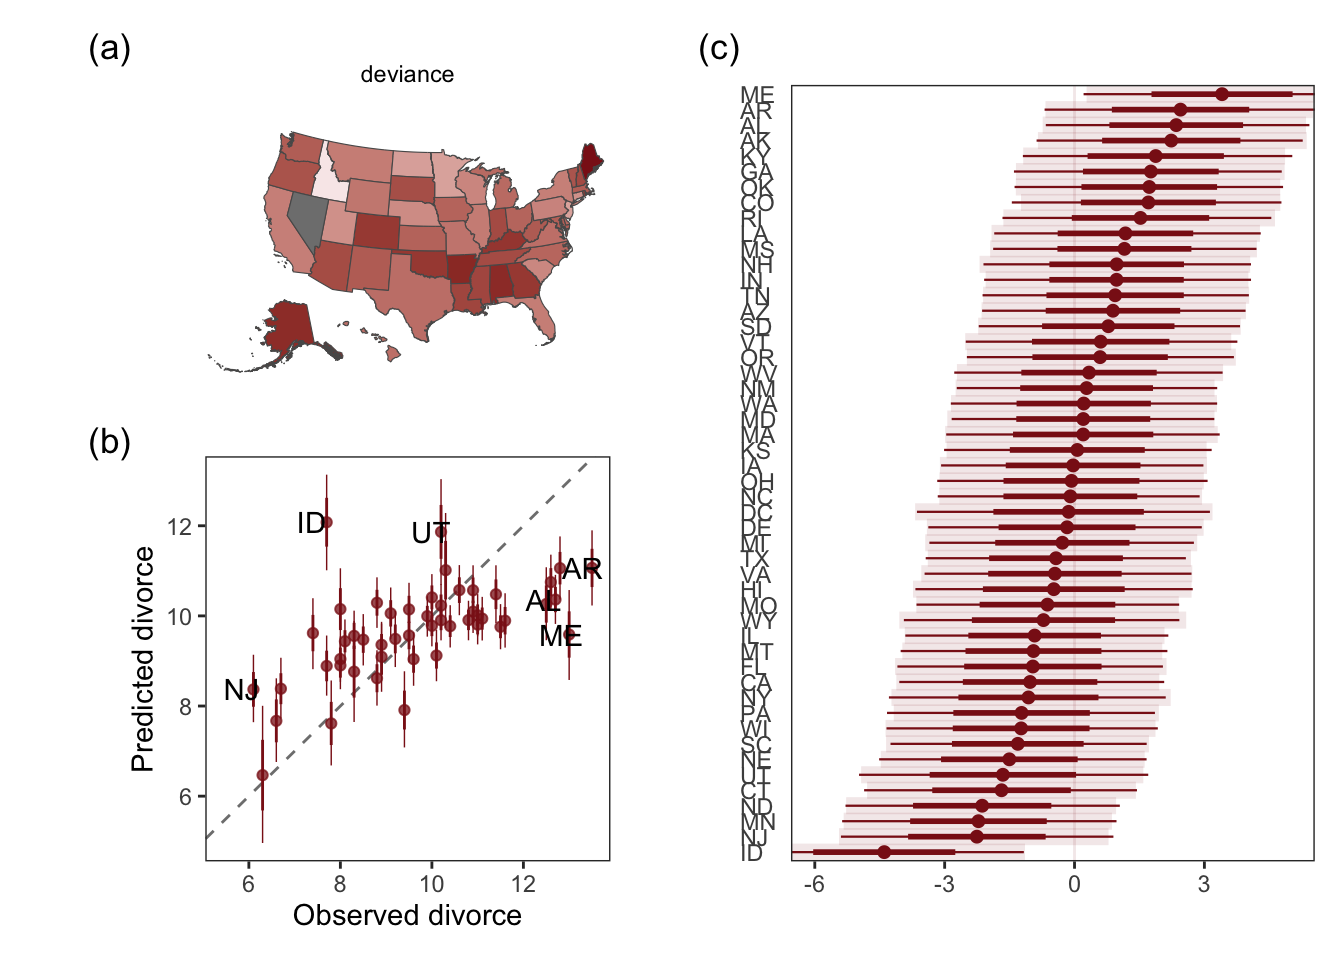 (a)
deviance
(b)
12
10
8
6
Predicted divorce
ID
UT
AR
AL
ME
NJ
6
8
10
12
Observed divorce
(c)
ME
AR
AL
AK
KY
GA
OK
CO
RI
LA
MS
NH
IN
TN
AZ
SD
VT
OR
WV
NM
WA
MD
MA
KS
IA
OH
NC
DC
DE
MI
TX
VA
HI
MO
WY
IL
MT
FL
CA
NY
PA
WI
SC
NE
UT
CT
ND
MN
NJ
ID
-6
-3
0
3